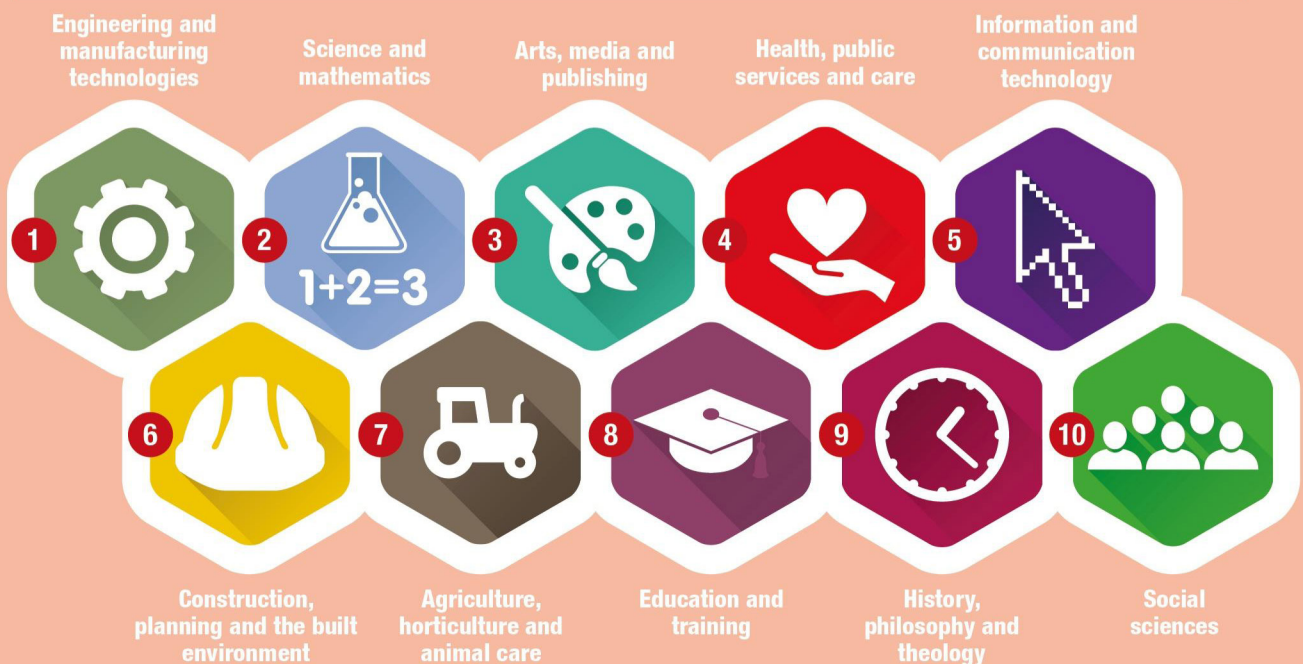 Engineering and
manufacturing
technologies
Science and
mathematics
Arts, media and
publishing
Health, public
services and care
Information and
communication
technology
1
2
1+2=3
3
4
5
6
7
8
9
10
Construction,
planning and the built
environment
Agriculture,
horticulture and
animal care
Education and
training
History,
philosophy and
theology
Social
sciences